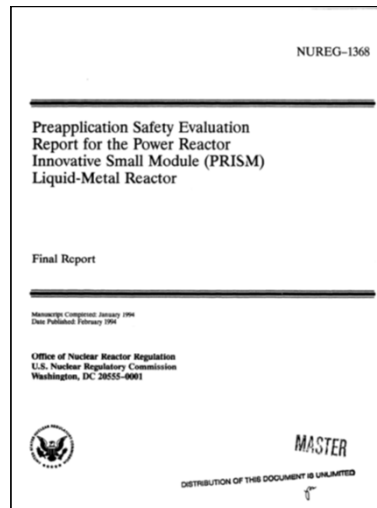 NUREG–1368
Preapplication Safety Evaluation
Report for the Power Reactor
Innovative Small Module (PRISM)
Liquid-Metal Reactor
Final Report
Manuscript Completed: January 1994
Date Published: February 1994
Office of Nuclear Reactor Regulation
U.S. Nuclear Regulatory Commission
Washington, DC 20555–0001
MASTER
DISTRIBUTION OF THIS DOCUMENT IS UNLIMITED